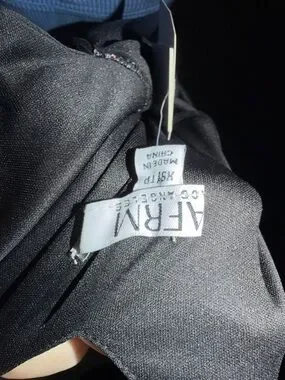 AFRM
LOS ANGELES
MADE IN
CHINA